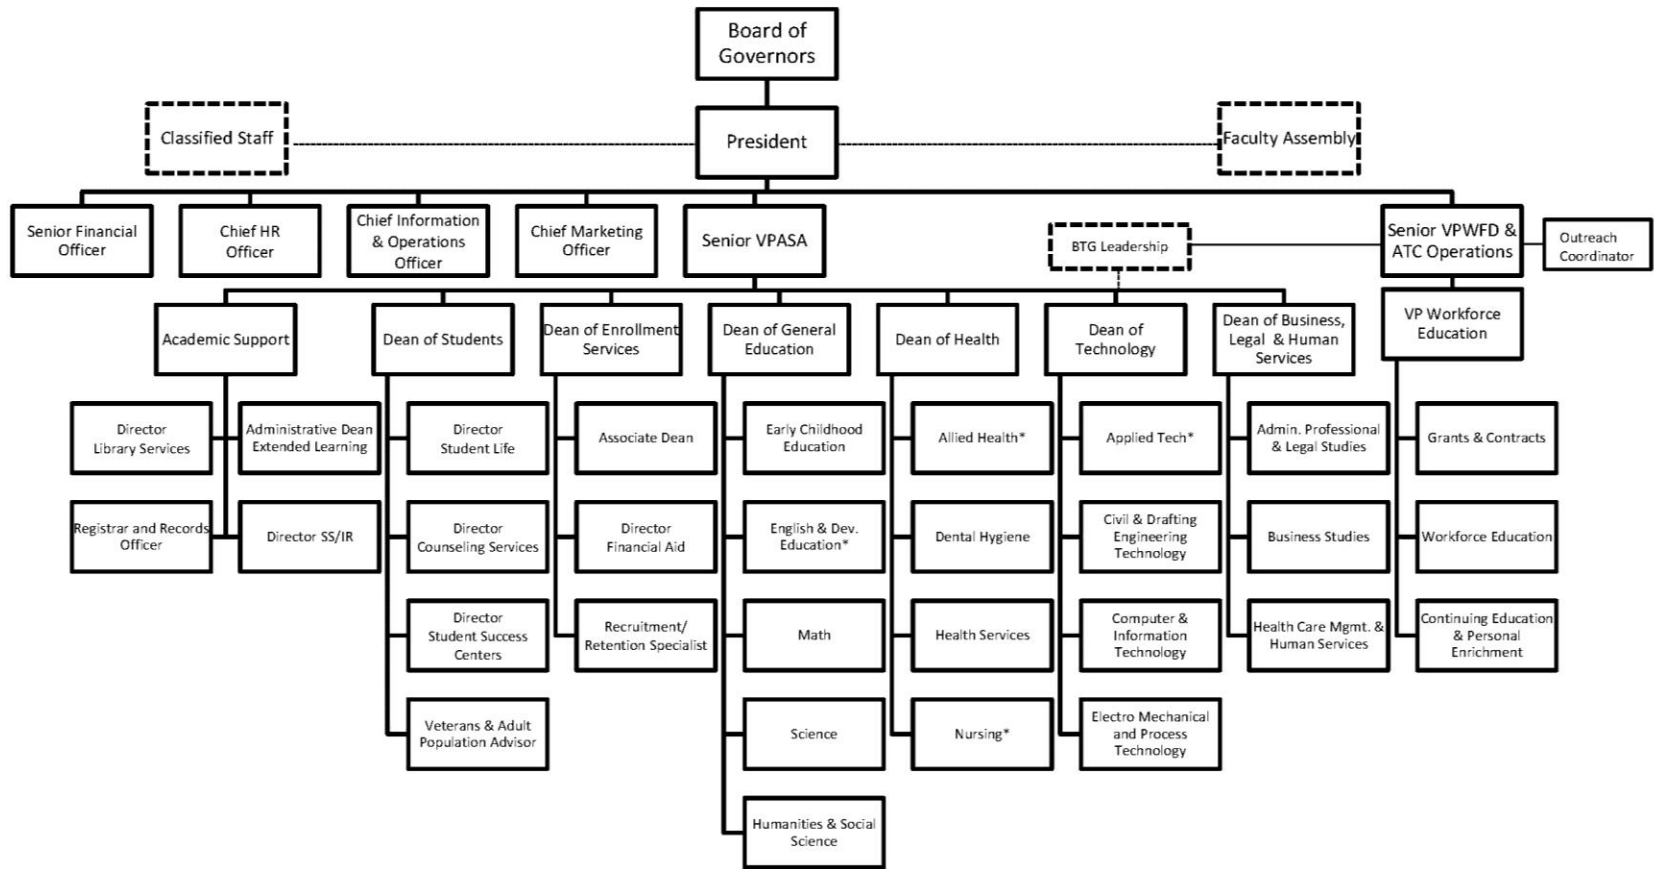 Board of
Governors
Classified Staff
President
Faculty Assembly
Senior Financial
Officer
Chief HR
Officer
Chief Information
& Operations
Officer
Chief Marketing
Officer
Senior VPASA
BTG Leadership
Senior VPWFD &
ATC Operations
Outreach
Coordinator
Academic Support
Dean of Students
Dean of Enrollment
Services
Dean of General
Education
Dean of Health
Dean of
Technology
Dean of Business,
Legal & Human
Services
VP Workforce
Education
Director
Library Services
Administrative Dean
Extended Learning
Director
Student Life
Associate Dean
Early Childhood
Education
Allied Health*
Applied Tech*
Admin. Professional
& Legal Studies
Grants & Contracts
Registrar and Records
Officer
Director SS/IR
Director
Counseling Services
Director
Financial Aid
English & Dev.
Education*
Dental Hygiene
Civil & Drafting
Engineering
Technology
Business Studies
Workforce Education
Director
Student Success
Centers
Recruitment/
Retention Specialist
Math
Health Services
Computer &
Information
Technology
Health Care Mgmt. &
Human Services
Continuing Education
& Personal
Enrichment
Veterans & Adult
Population Advisor
Science
Nursing*
Electro Mechanical
and Process
Technology
Humanities & Social
Science